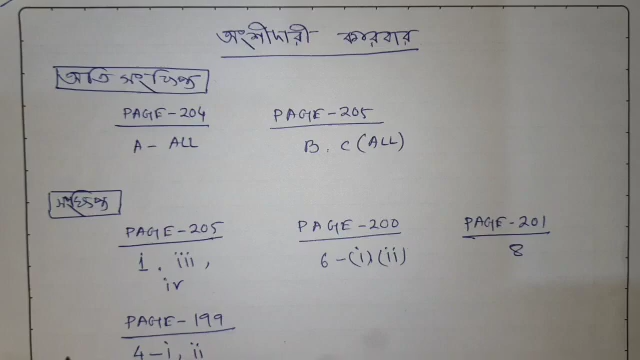 অংশীদারী কারবার
অতি সংক্ষিপ্ত
PAGE-204 PAGE-205
A - ALL B, C (ALL)
সংক্ষিপ্ত
PAGE-205 PAGE-200 PAGE-201
1. iii, 6-(i)(ii) 8
iv
PAGE-199
4-i, ii